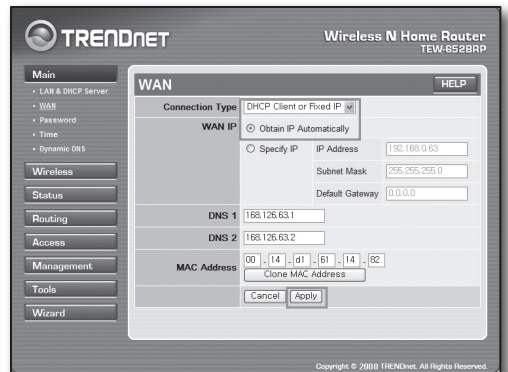 TRENDNET
Wireless N Home Router
TEW-652BRP
Main
• LAN & DHCP Server
• WAN
• Password
• Time
• Dynamic DNS
Wireless
Status
Routing
Access
Management
Tools
Wizard
WAN
HELP
Connection Type DHCP Client or Fixed IP
WAN IP Obtain IP Automatically
Specify IP IP Address 192.168.0.63
Subnet Mask 255.255.255.0
Default Gateway 0.0.0.0
DNS 1 168.126.63.1
DNS 2 168.126.63.2
MAC Address 00 - 14 - d1 - 61 - 14 - 82
Clone MAC Address
Cancel Apply
Copyright © 2008 TRENDnet. All Rights Reserved.